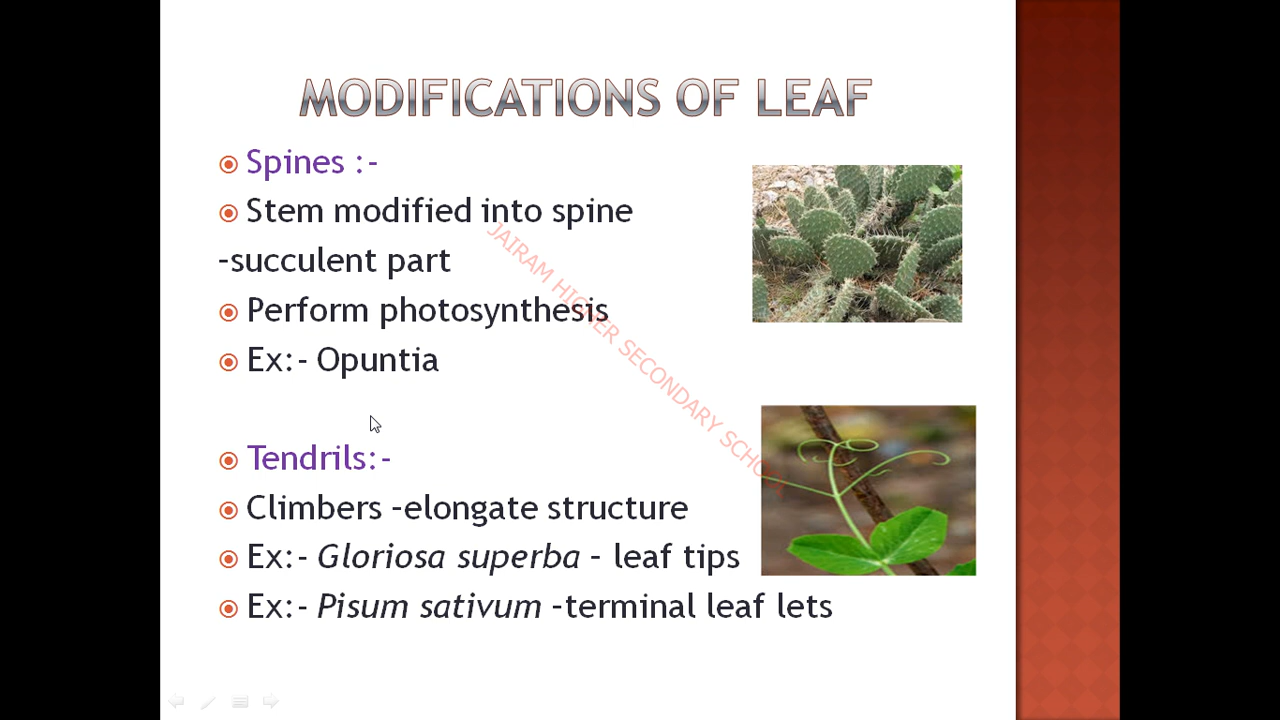 MODIFICATIONS OF LEAF
Spines :-
Stem modified into spine
-succulent part
Perform photosynthesis
Ex:- Opuntia
Tendrils:-
Climbers -elongate structure
Ex:- Gloriosa superba - leaf tips
Ex:- Pisum sativum -terminal leaf lets
JAIRAM HIGHER SECONDARY SCHOOL